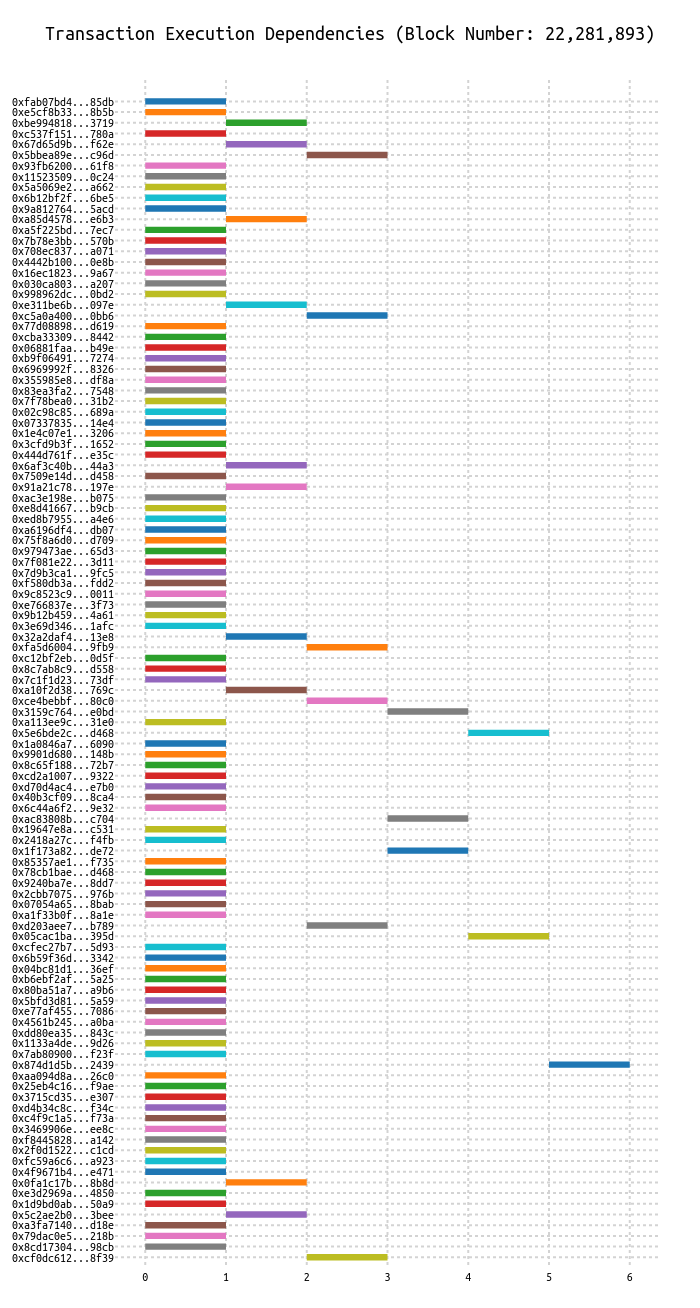 Transaction Execution Dependencies (Block Number: 22,281,893)
0xfab07bd4...85db
0xe5cf8b33...8b5b
0xbe994818...3719
0xc537f151...780a
0x67d65d9b...f62e
0x5bbea89e...c96d
0x93fb6200...61f8
0x11523509...0c24
0x5a5069e2...a662
0x6b12bf2f...6be5
0x9a812764...5acd
0xa85d4578...e6b3
0xa5f225bd...7ec7
0x7b78e3bb...570b
0x708ec837...a071
0x4442b100...0e8b
0x16ec1823...9a67
0x030ca803...a207
0x998962dc...0bd2
0xe311be6b...097e
0xc5a0a400...0bb6
0x77d08898...d619
0xcba33309...8442
0x06881faa...b49e
0xb9f06491...7274
0x6969992f...8326
0x355985e8...df8a
0x83ea3fa2...7548
0x7f78bea0...31b2
0x02c98c85...689a
0x07337835...14e4
0x1e4c07e1...3206
0x3cfd9b3f...1652
0x444d761f...e35c
0x6af3c40b...44a3
0x7509e14d...d458
0x91a21c78...197e
0xac3e198e...b075
0xe8d41667...b9cb
0xed8b7955...a4e6
0xa6196df4...db07
0x75f8a6d0...d709
0x979473ae...65d3
0x7f081e22...3d11
0x7d9b3ca1...9fc5
0xf580db3a...fdd2
0x9c8523c9...0011
0xe766837e...3f73
0x9b12b459...4a61
0x3e69d346...1afc
0x32a2daf4...13e8
0xfa5d6004...9fb9
0xc12bf2eb...0d5f
0x8c7ab8c9...d558
0x7c1f1d23...73df
0xa10f2d38...769c
0xce4bebbf...80c0
0x3159c764...e0bd
0xa113ee9c...31e0
0x5e6bde2c...d468
0x1a0846a7...6090
0x9901d680...148b
0x8c65f188...72b7
0xcd2a1007...9322
0xd70d4ac4...e7b0
0x40b3cf09...8ca4
0x6c44a6f2...9e32
0xac83808b...c704
0x19647e8a...c531
0x2418a27c...f4fb
0x1f173a82...de72
0x85357ae1...f735
0x78cb1bae...d468
0x9240ba7e...8dd7
0x2cbb7075...976b
0x07054a65...8bab
0xa1f33b0f...8a1e
0xd203aee7...b789
0x05cac1ba...395d
0xcfec27b7...5d93
0x6b59f36d...3342
0x04bc81d1...36ef
0xb6ebf2af...5a25
0x80ba51a7...a9b6
0x5bfd3d81...5a59
0xe77af455...7086
0x4561b245...a0ba
0xdd80ea35...843c
0x1133a4de...9d26
0x7ab80900...f23f
0x874d1d5b...2439
0xaa094d8a...26c0
0x25eb4c16...f9ae
0x3715cd35...e307
0xd4b34c8c...f34c
0xc4f9c1a5...f73a
0x3469906e...ee8c
0xf8445828...a142
0x2f0d1522...c1cd
0xfc59a6c6...a923
0x4f9671b4...e471
0x0fa1c17b...8b8d
0xe3d2969a...4850
0x1d9bd0ab...50a9
0x5c2ae2b0...3bee
0xa3fa7140...d18e
0x79dac0e5...218b
0x8cd17304...98cb
0xcf0dc612...8f39
0 1 2 3 4 5 6